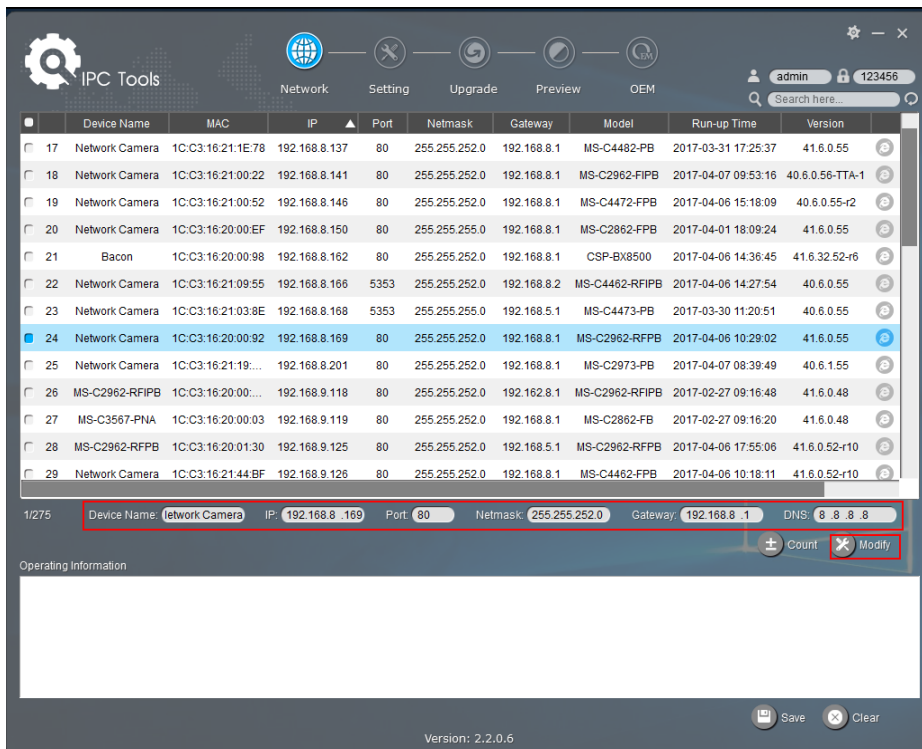 IPC Tools
Network Setting Upgrade Preview OEM
admin 123456
Search here...
Device Name MAC IP Port Netmask Gateway Model Run-up Time Version
17 Network Camera 1C:C3:16:21:1E:78 192.168.8.137 80 255.255.252.0 192.168.8.1 MS-C4482-PB 2017-03-31 17:25:37 41.6.0.55
18 Network Camera 1C:C3:16:21:00:22 192.168.8.141 80 255.255.252.0 192.168.8.1 MS-C2962-FIPB 2017-04-07 09:53:16 40.6.0.56-TTA-1
19 Network Camera 1C:C3:16:21:00:52 192.168.8.146 80 255.255.252.0 192.168.8.1 MS-C4472-FPB 2017-04-06 15:18:09 40.6.0.55-r2
20 Network Camera 1C:C3:16:20:00:EF 192.168.8.150 80 255.255.255.0 192.168.8.1 MS-C2862-FPB 2017-04-01 18:09:24 41.6.0.55
21 Bacon 1C:C3:16:20:00:98 192.168.8.162 80 255.255.252.0 192.168.8.1 CSP-BX8500 2017-04-06 14:36:45 41.6.32.52-r6
22 Network Camera 1C:C3:16:21:09:55 192.168.8.166 5353 255.255.252.0 192.168.8.2 MS-C4462-RFIPB 2017-04-06 14:27:54 40.6.0.55
23 Network Camera 1C:C3:16:21:03:8E 192.168.8.168 5353 255.255.255.0 192.168.5.1 MS-C4473-PB 2017-03-30 11:20:51 40.6.0.55
24 Network Camera 1C:C3:16:20:00:92 192.168.8.169 80 255.255.252.0 192.168.8.1 MS-C2962-RFPB 2017-04-06 10:29:02 41.6.0.55
25 Network Camera 1C:C3:16:21:19:... 192.168.8.201 80 255.255.252.0 192.168.8.1 MS-C2973-PB 2017-04-07 08:39:49 40.6.1.55
26 MS-C2962-RFIPB 1C:C3:16:20:00:... 192.168.9.118 80 255.255.252.0 192.162.8.1 MS-C2962-RFIPB 2017-02-27 09:16:48 41.6.0.48
27 MS-C3567-PNA 1C:C3:16:20:00:03 192.168.9.119 80 255.255.252.0 192.168.8.1 MS-C2862-FB 2017-02-27 09:16:20 41.6.0.48
28 MS-C2962-RFPB 1C:C3:16:20:01:30 192.168.9.125 80 255.255.252.0 192.168.5.1 MS-C2962-RFPB 2017-04-06 17:55:06 41.6.0.52-r10
29 Network Camera 1C:C3:16:21:44:BF 192.168.9.126 80 255.255.252.0 192.168.8.1 MS-C4462-FPB 2017-04-06 10:18:11 41.6.0.52-r10
1/275 Device Name: letwork Camera IP: 192.168.8 .169 Port: 80 Netmask: 255.255.252.0 Gateway: 192.168.8 .1 DNS: 8 .8 .8 .8
Count Modify
Operating Information
Save Clear
Version: 2.2.0.6